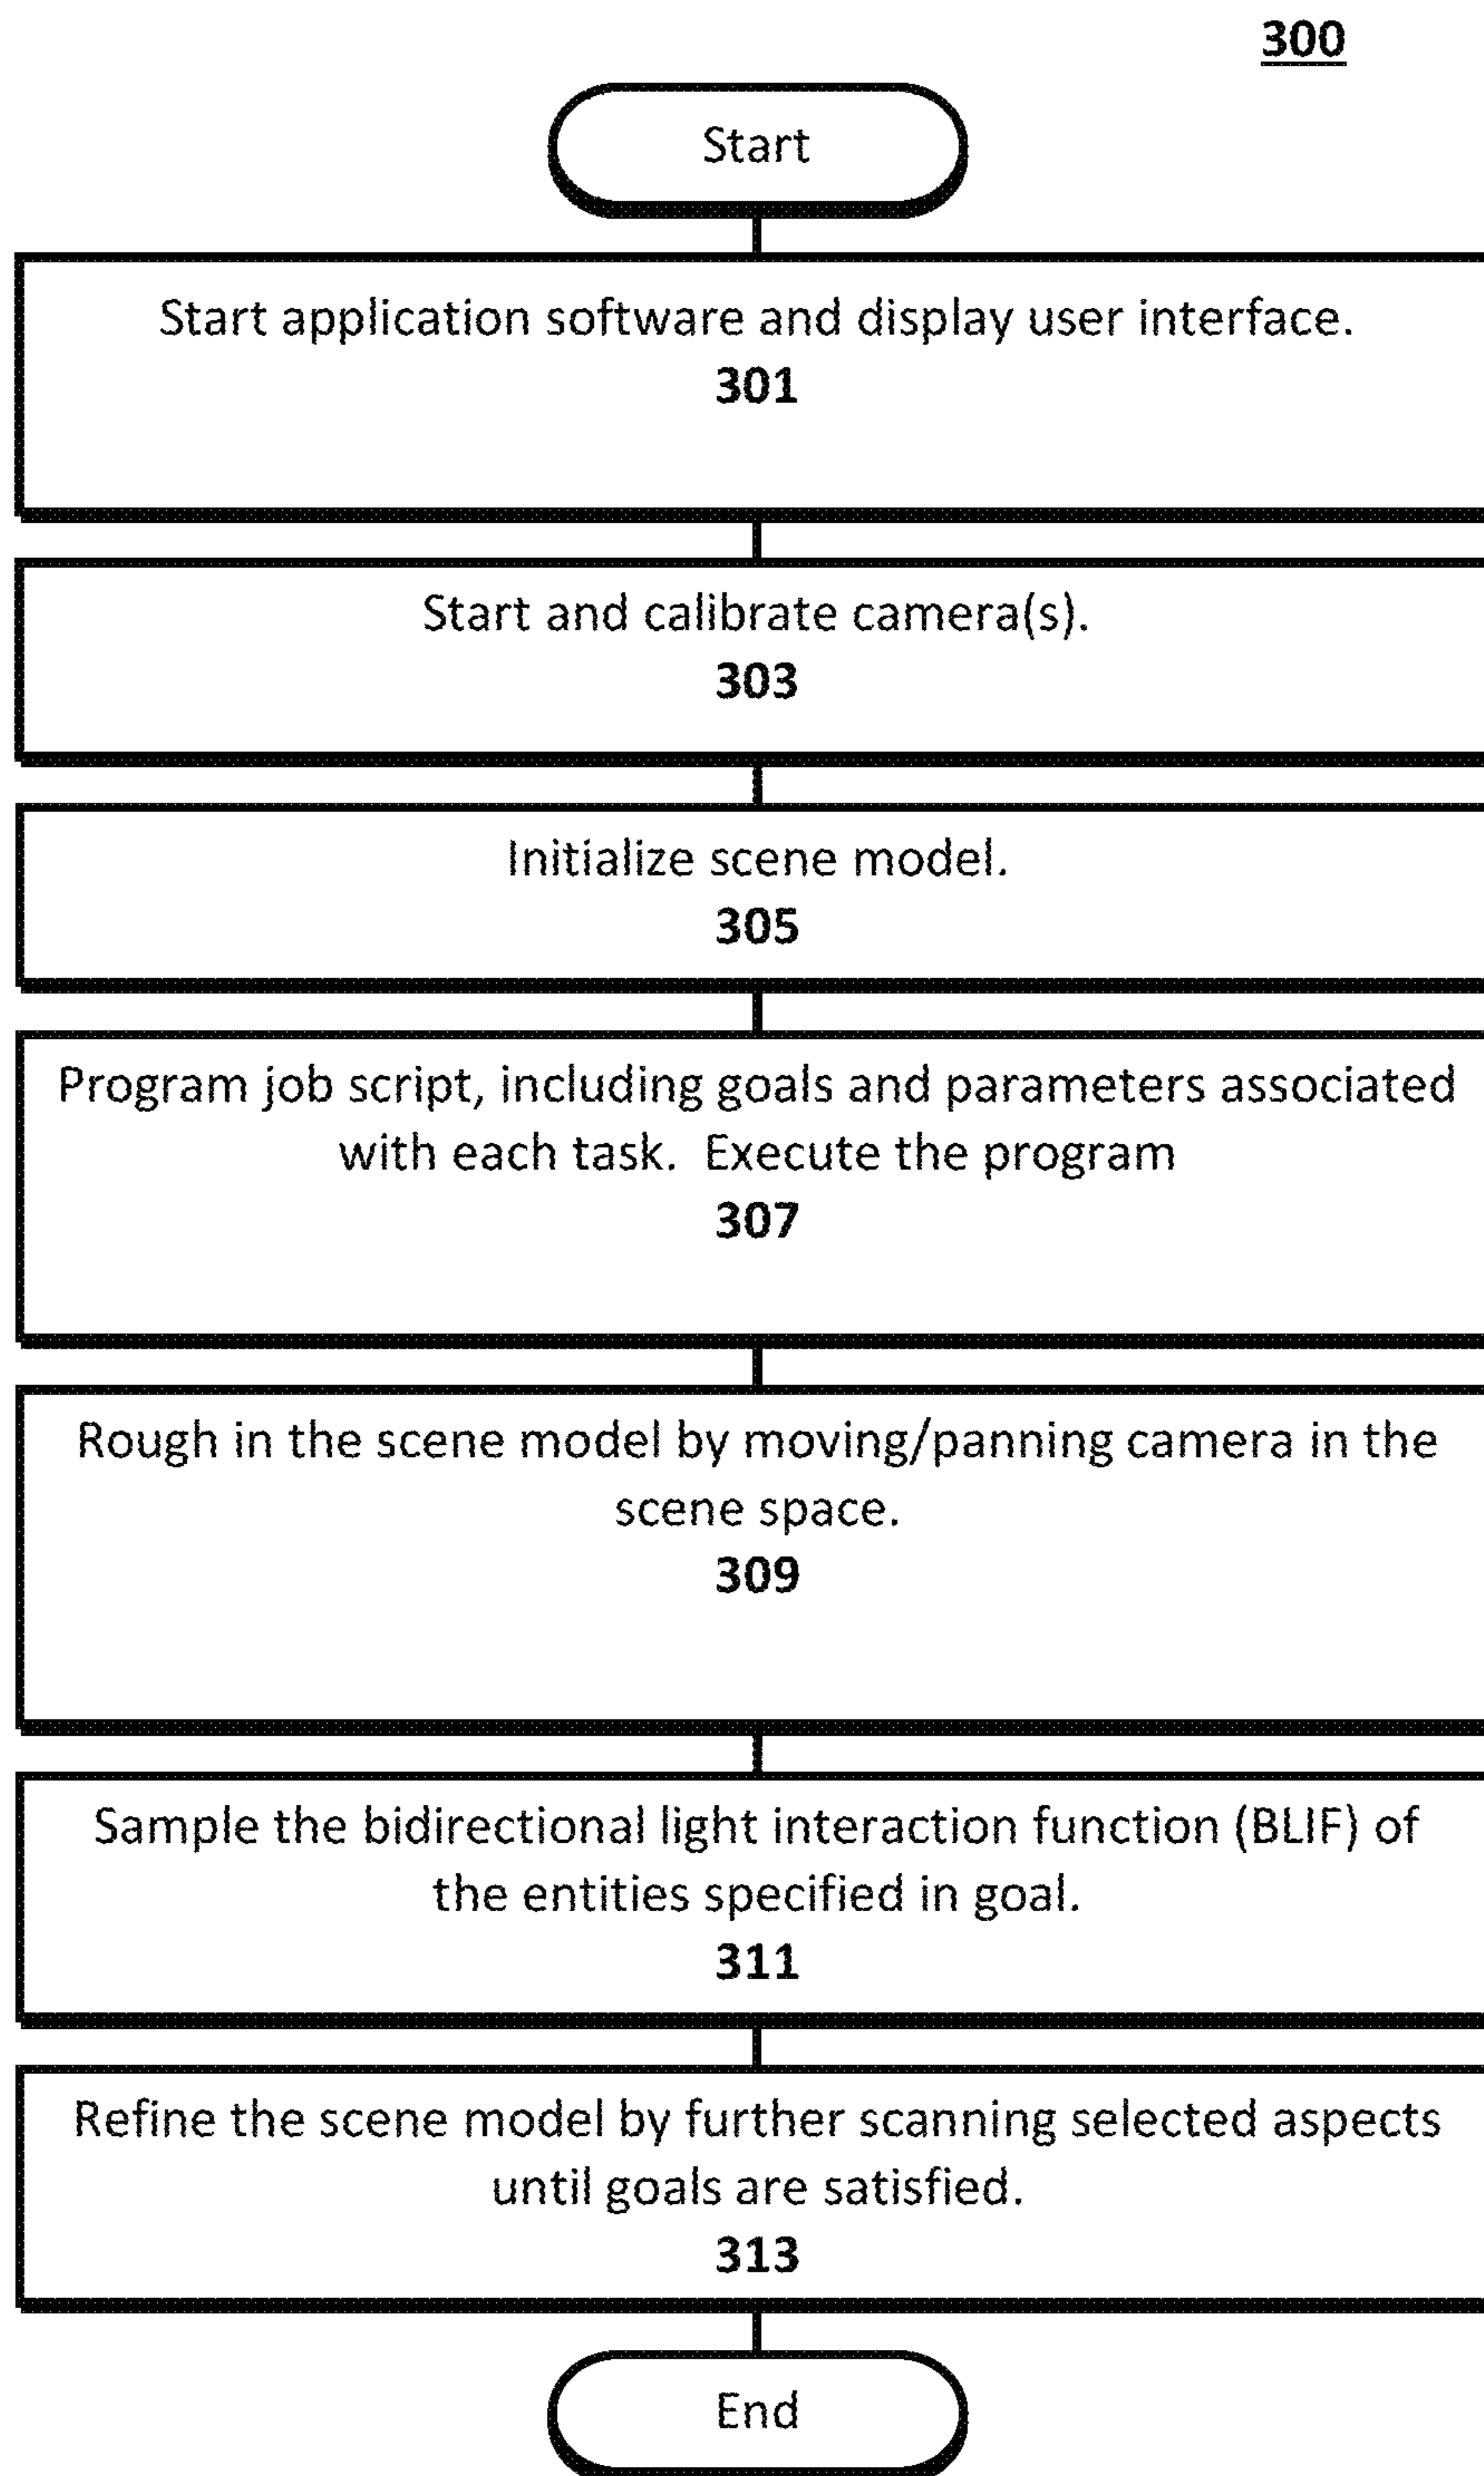 300
Start
Start application software and display user interface.
301
Start and calibrate camera(s).
303
Initialize scene model.
305
Program job script, including goals and parameters associated
with each task.  Execute the program
307
Rough in the scene model by moving/panning camera in the
scene space.
309
Sample the bidirectional light interaction function (BLIF) of
the entities specified in goal.
311
Refine the scene model by further scanning selected aspects
until goals are satisfied.
313
End